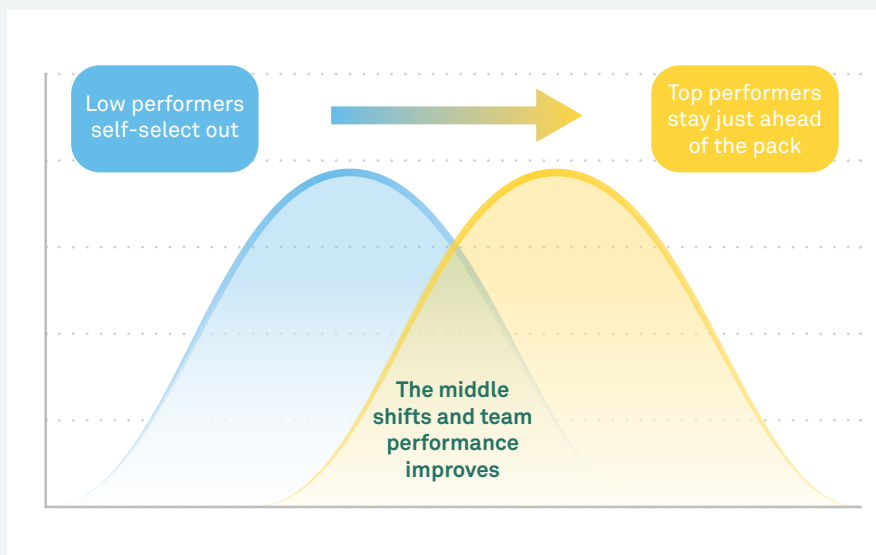 Low performers
self-select out
Top performers
stay just ahead
of the pack
The middle
shifts and team
performance
improves